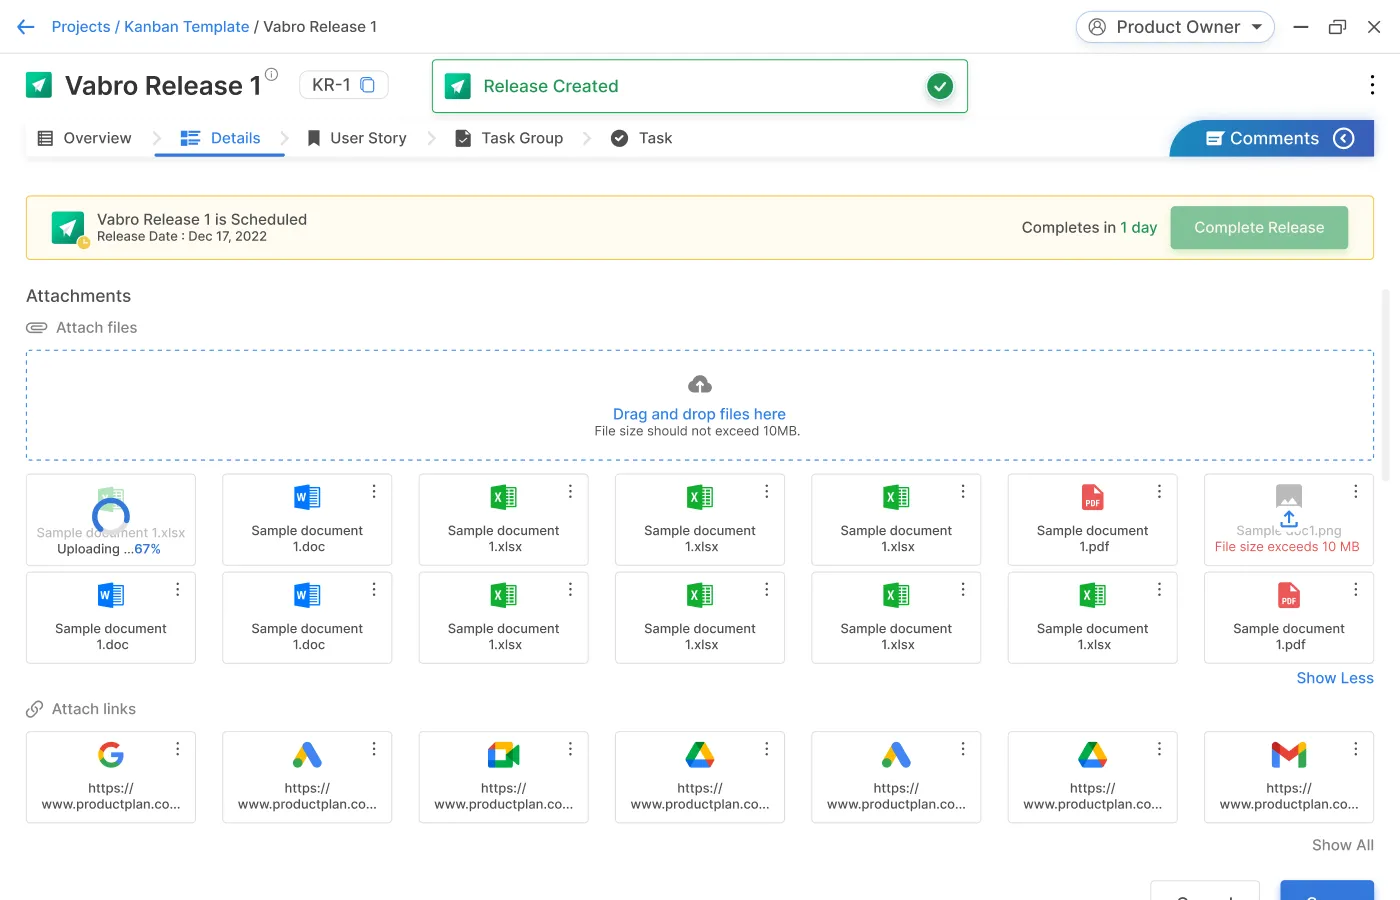 Projects / Kanban Template / Vabro Release 1
Product Owner
Vabro Release 1
KR-1
Release Created
Overview
Details
User Story
Task Group
Task
Comments
Vabro Release 1 is Scheduled
Release Date : Dec 17, 2022
Completes in 1 day
Complete Release
Attachments
Attach files
Drag and drop files here
File size should not exceed 10MB.
Sample document 1.xlsx
Uploading ...67%
W
Sample document
1.doc
X
Sample document
1.xlsx
X
Sample document
1.xlsx
X
Sample document
1.xlsx
PDF
Sample document
1.pdf
Sample doc1.png
File size exceeds 10 MB
W
Sample document
1.doc
W
Sample document
1.doc
X
Sample document
1.xlsx
X
Sample document
1.xlsx
X
Sample document
1.xlsx
X
Sample document
1.xlsx
PDF
Sample document
1.pdf
Show Less
Attach links
https://
www.productplan.co...
https://
www.productplan.co...
https://
www.productplan.co...
https://
www.productplan.co...
https://
www.productplan.co...
https://
www.productplan.co...
https://
www.productplan.co...
Show All